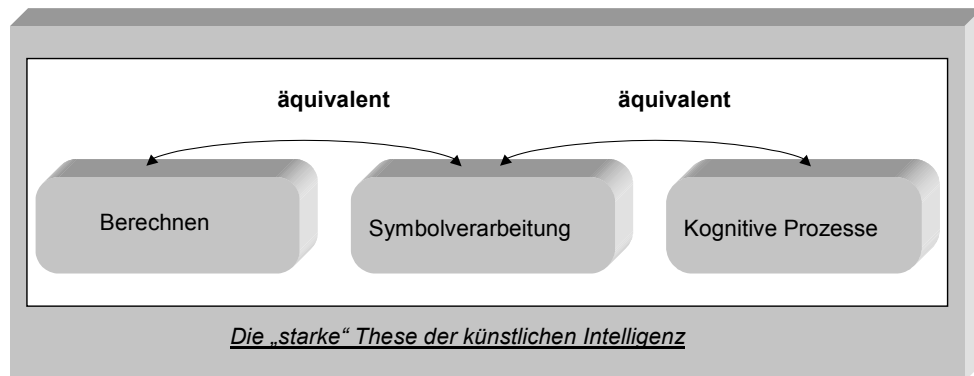 äquivalent äquivalent
Berechnen Symbolverarbeitung Kognitive Prozesse
Die „starke“ These der künstlichen Intelligenz